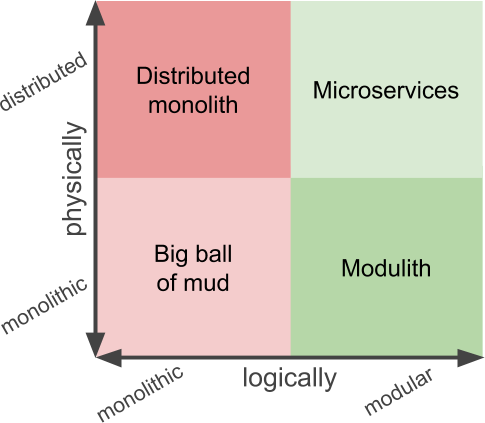 distributed
physically
monolithic
Distributed
monolith
Microservices
Big ball
of mud
Modulith
monolithic
logically
modular